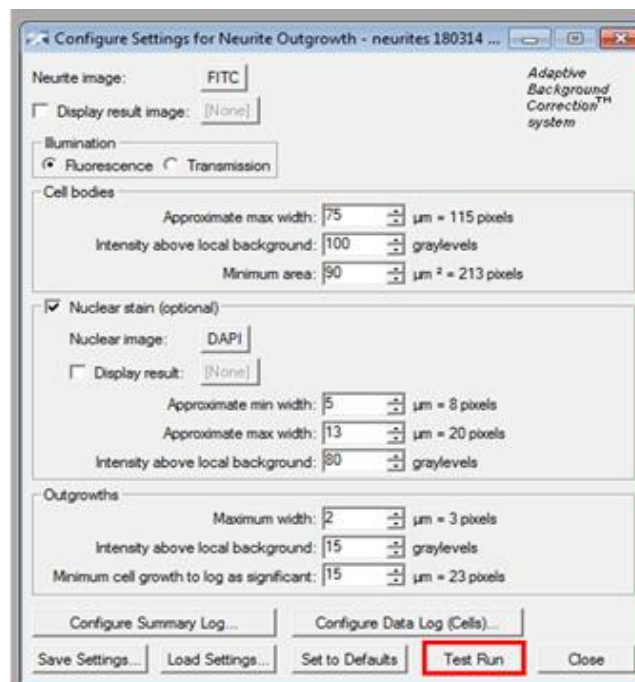 Configure Settings for Neurite Outgrowth - neurites 180314 ...
Neurite image: FITC
Adaptive
Background
Correction™
system
Display result image: [None]
Illumination
Fluorescence Transmission
Cell bodies
Approximate max width: 75 µm = 115 pixels
Intensity above local background: 100 graylevels
Minimum area: 90 µm ² = 213 pixels
Nuclear stain (optional)
Nuclear image: DAPI
Display result: [None]
Approximate min width: 5 µm = 8 pixels
Approximate max width: 13 µm = 20 pixels
Intensity above local background: 80 graylevels
Outgrowths
Maximum width: 2 µm = 3 pixels
Intensity above local background: 15 graylevels
Minimum cell growth to log as significant: 15 µm = 23 pixels
Configure Summary Log... Configure Data Log (Cells)...
Save Settings... Load Settings... Set to Defaults Test Run Close